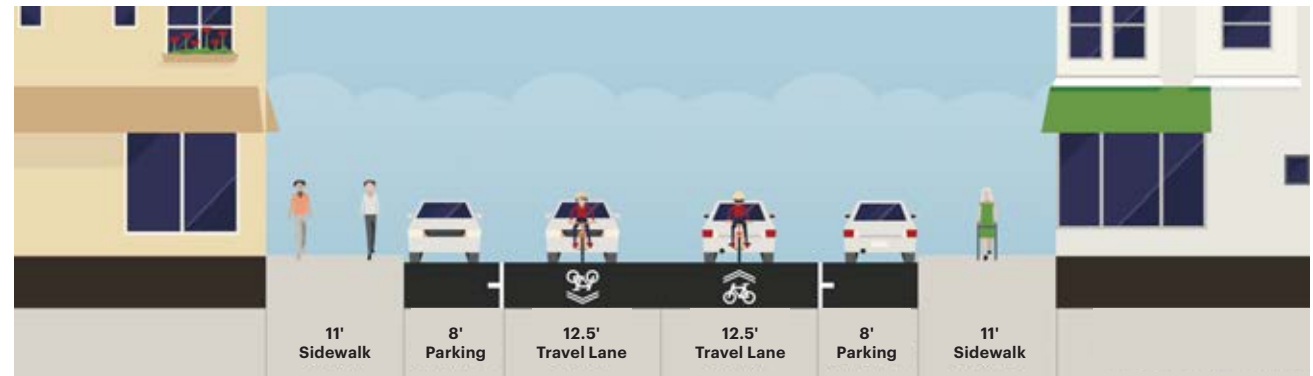 11'
Sidewalk
8'
Parking
12.5'
Travel Lane
12.5'
Travel Lane
8'
Parking
11'
Sidewalk